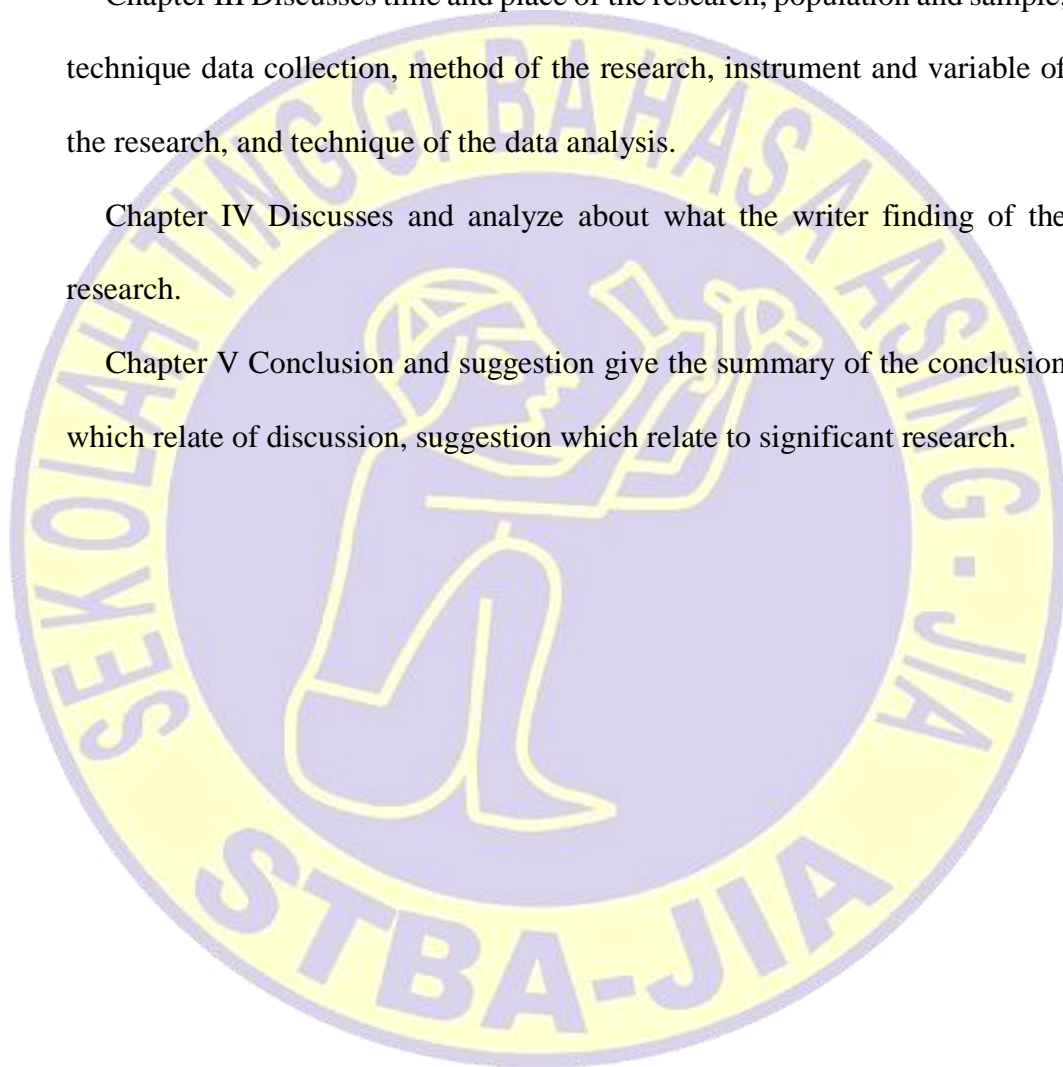 Chapter III Discusses time and place of the research, population and sample,
technique data collection, method of the research, instrument and variable of
the research, and technique of the data analysis.
Chapter IV Discusses and analyze about what the writer finding of the
research.
Chapter V Conclusion and suggestion give the summary of the conclusion
which relate of discussion, suggestion which relate to significant research.
SEKOLAH TINGGI BAHASA ASING - JIA
STBA-JIA